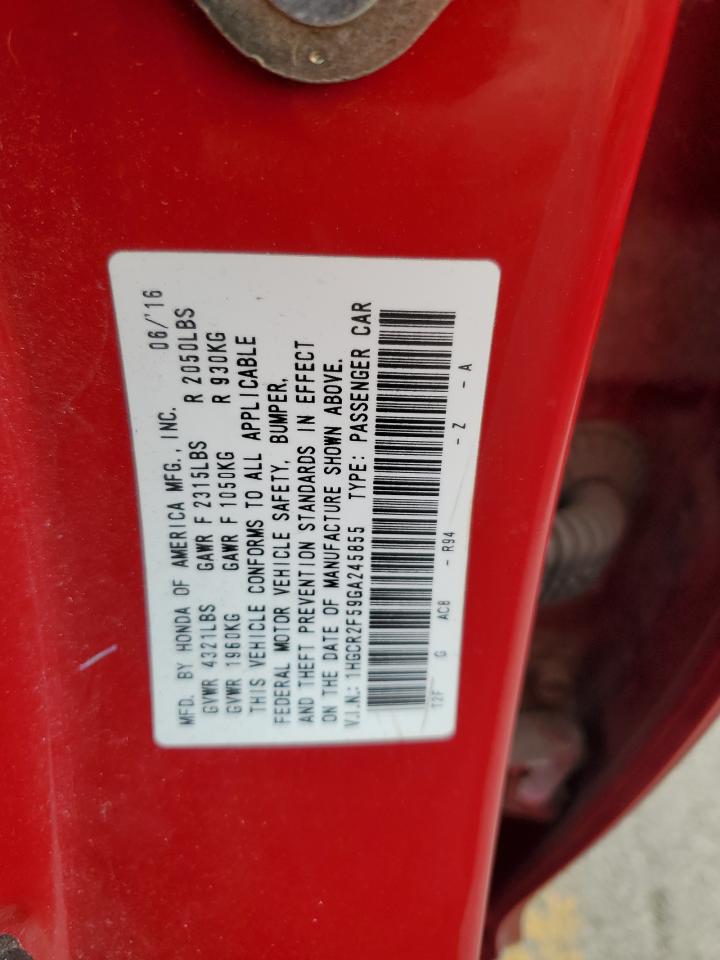 MFD. BY HONDA OF AMERICA MFG., INC. 06/'16
GVWR 4321LBS GAWR F 2315LBS R 2050LBS
GVWR 1960KG GAWR F 1050KG R 930KG
THIS VEHICLE CONFORMS TO ALL APPLICABLE
FEDERAL MOTOR VEHICLE SAFETY, BUMPER,
AND THEFT PREVENTION STANDARDS IN EFFECT
ON THE DATE OF MANUFACTURE SHOWN ABOVE.
V.I.N.: 1HGCR2F59GA245855 TYPE: PASSENGER CAR
T2F G AC8 - R94 - Z - A